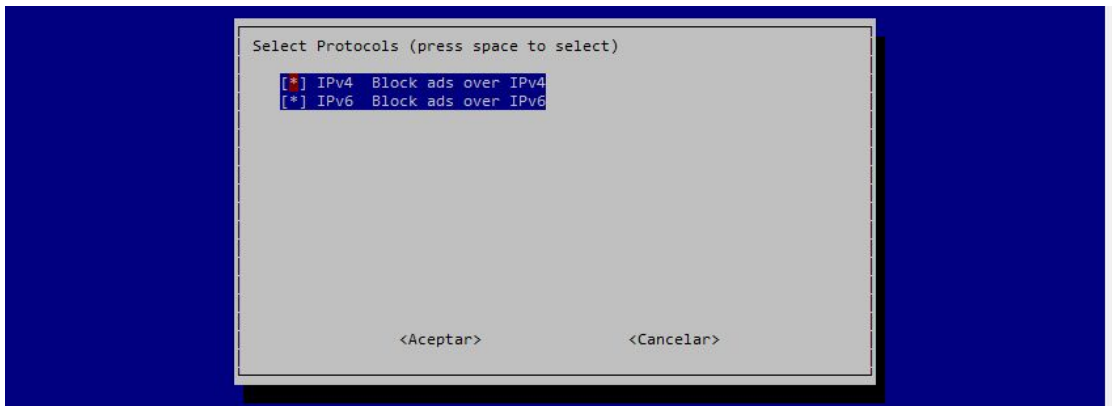 Select Protocols (press space to select)
[*] IPv4  Block ads over IPv4
[*] IPv6  Block ads over IPv6
<Aceptar>  <Cancelar>